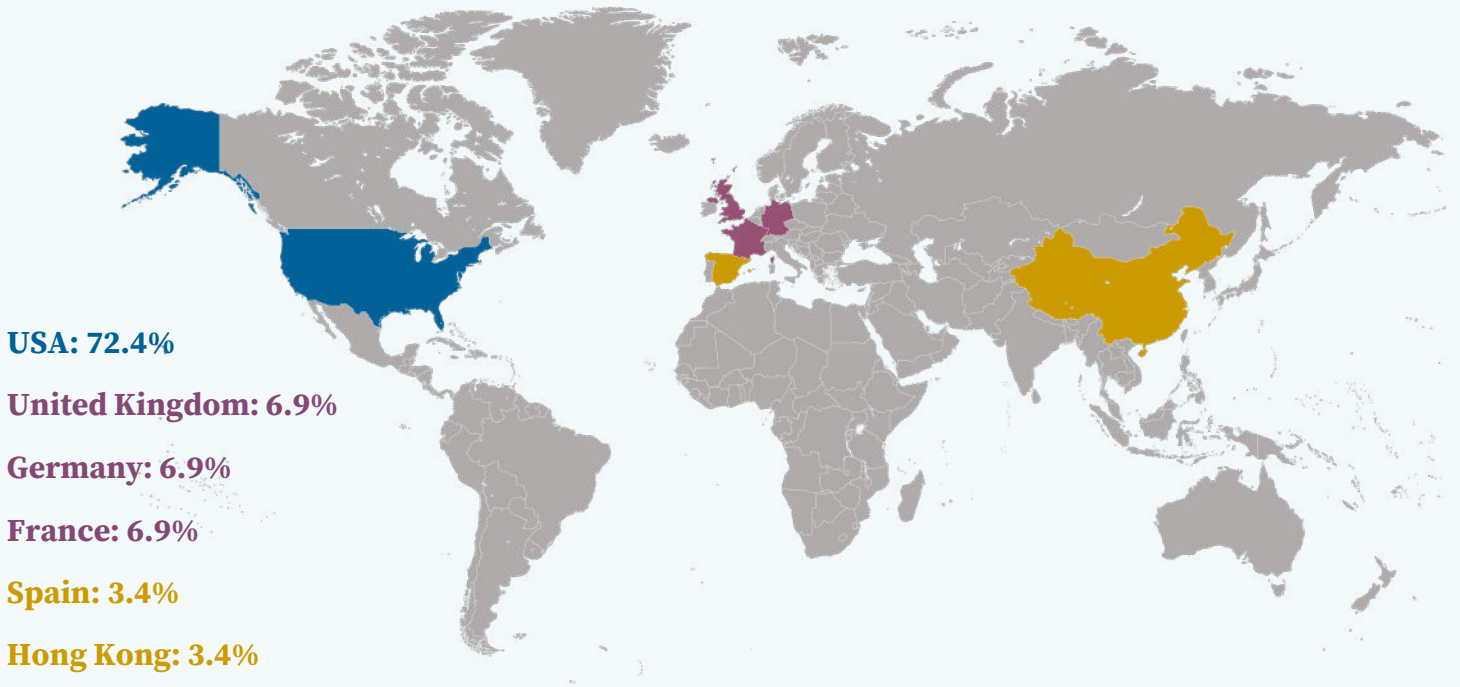 USA: 72.4%
United Kingdom: 6.9%
Germany: 6.9%
France: 6.9%
Spain: 3.4%
Hong Kong: 3.4%